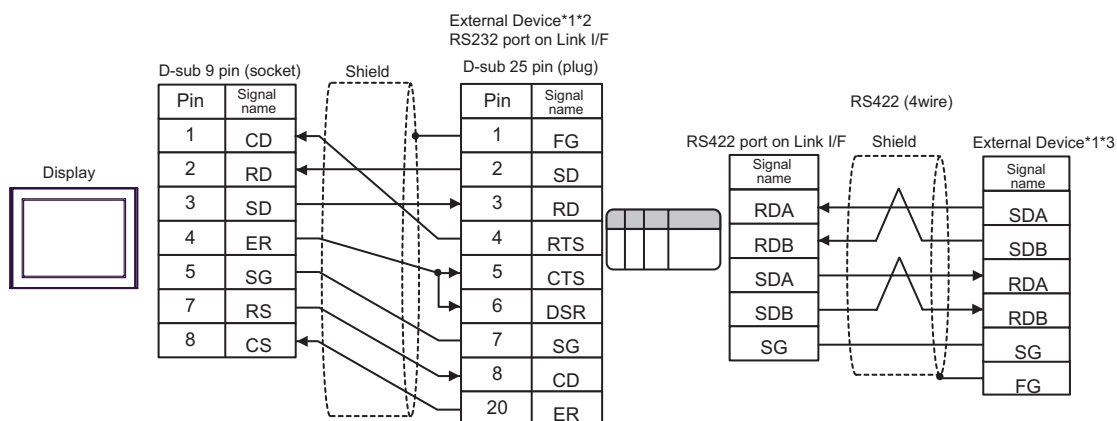 External Device*1*2
RS232 port on Link I/F
D-sub 9 pin (socket)
Shield
D-sub 25 pin (plug)
Pin Signal name
1 CD
2 RD
3 SD
4 ER
5 SG
7 RS
8 CS
Pin Signal name
1 FG
2 SD
3 RD
4 RTS
5 CTS
6 DSR
7 SG
8 CD
20 ER
Display
RS422 (4wire)
RS422 port on Link I/F
Shield
External Device*1*3
Signal name
RDA
RDB
SDA
SDB
SG
Signal name
SDA
SDB
RDA
RDB
SG
FG